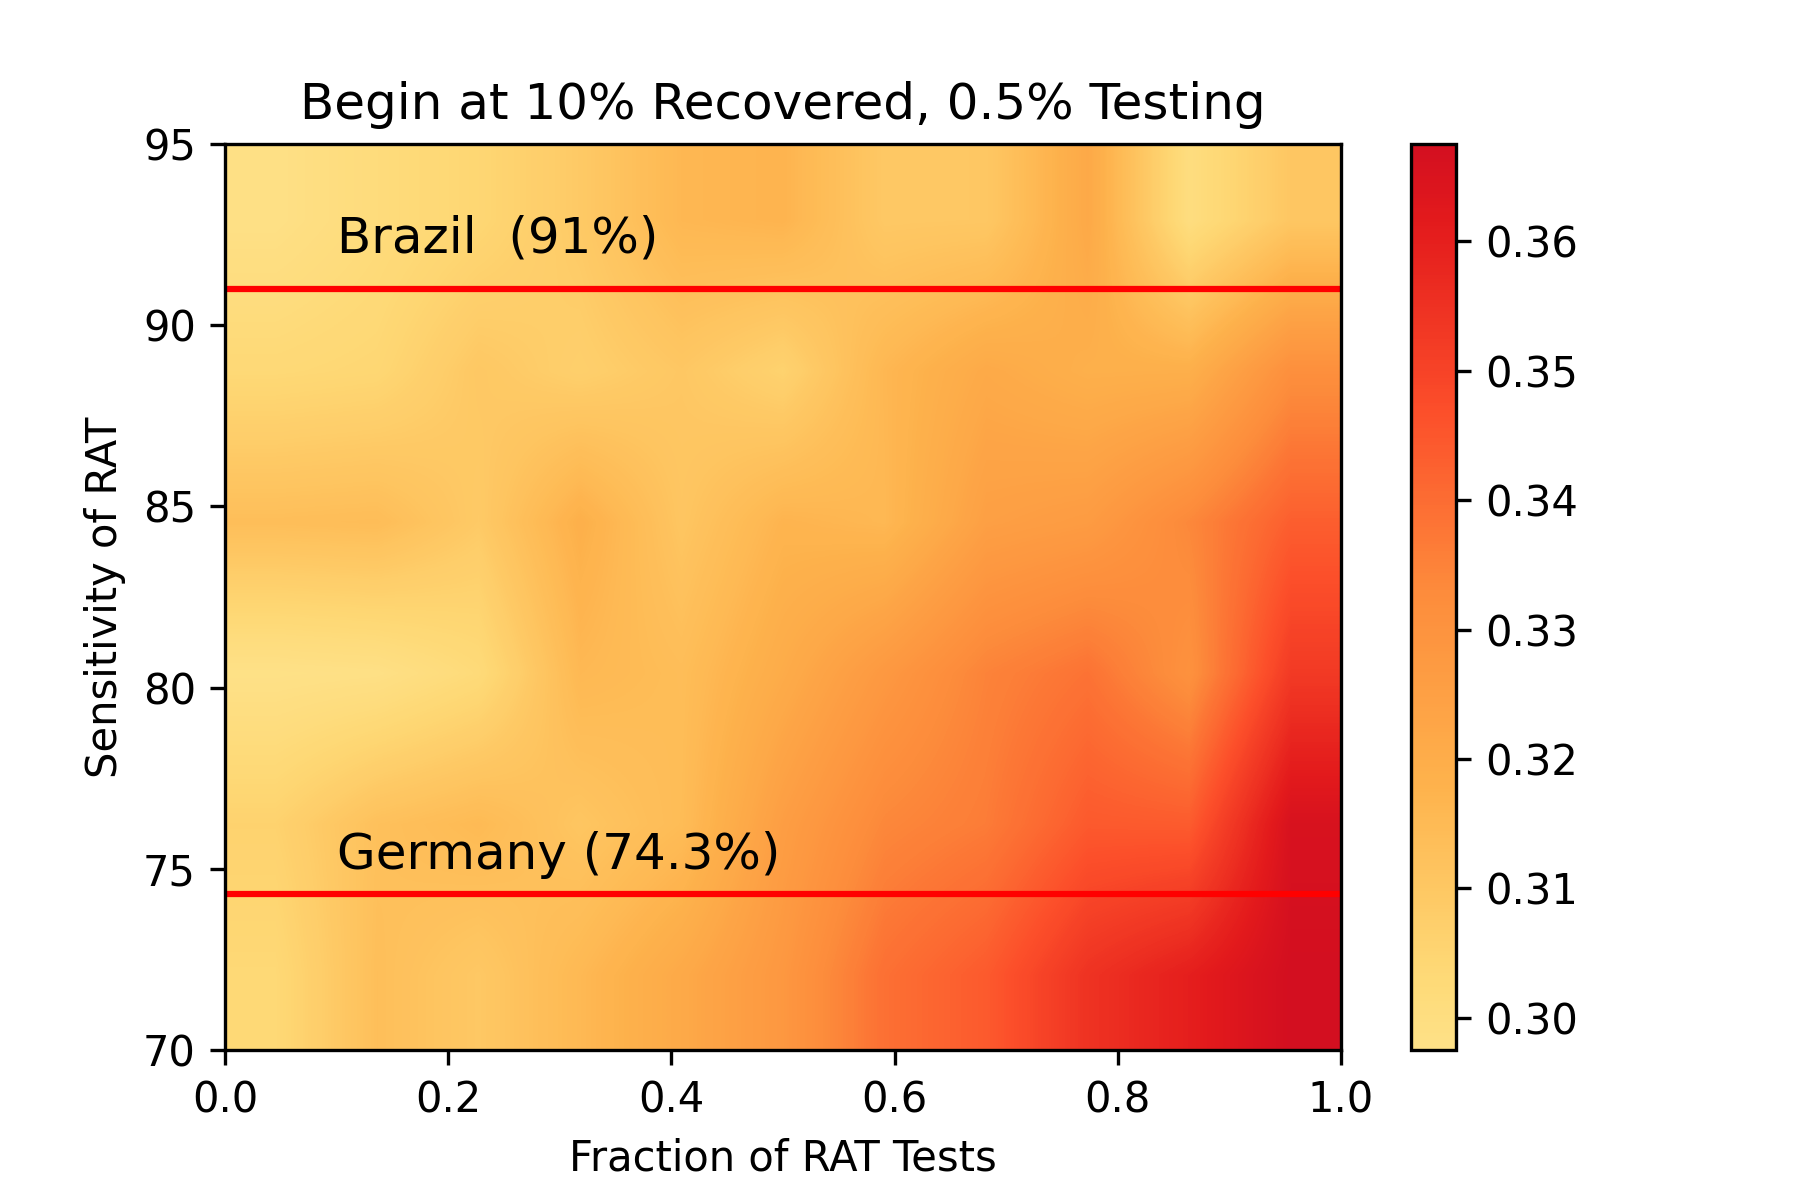 Begin at 10% Recovered, 0.5% Testing
95
90
85
80
75
70
Sensitivity of RAT
Brazil  (91%)
Germany (74.3%)
0.0 0.2 0.4 0.6 0.8 1.0
Fraction of RAT Tests
0.36
0.35
0.34
0.33
0.32
0.31
0.30